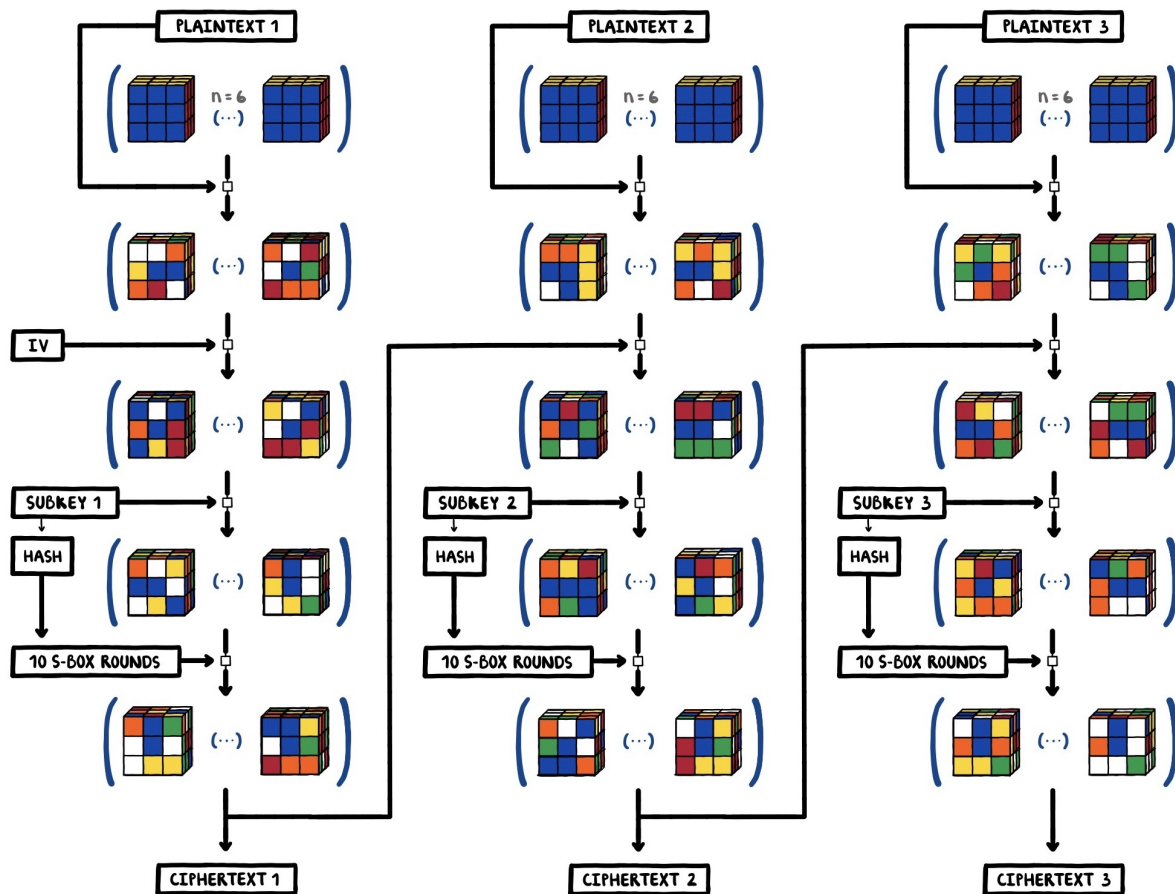 PLAINTEXT 1
PLAINTEXT 2
PLAINTEXT 3
n = 6
(...)
n = 6
(...)
n = 6
(...)
(...)
(...)
(...)
IV
(...)
(...)
(...)
SUBKEY 1
SUBKEY 2
SUBKEY 3
HASH
HASH
HASH
(...)
(...)
(...)
10 S-BOX ROUNDS
10 S-BOX ROUNDS
10 S-BOX ROUNDS
(...)
(...)
(...)
CIPHERTEXT 1
CIPHERTEXT 2
CIPHERTEXT 3